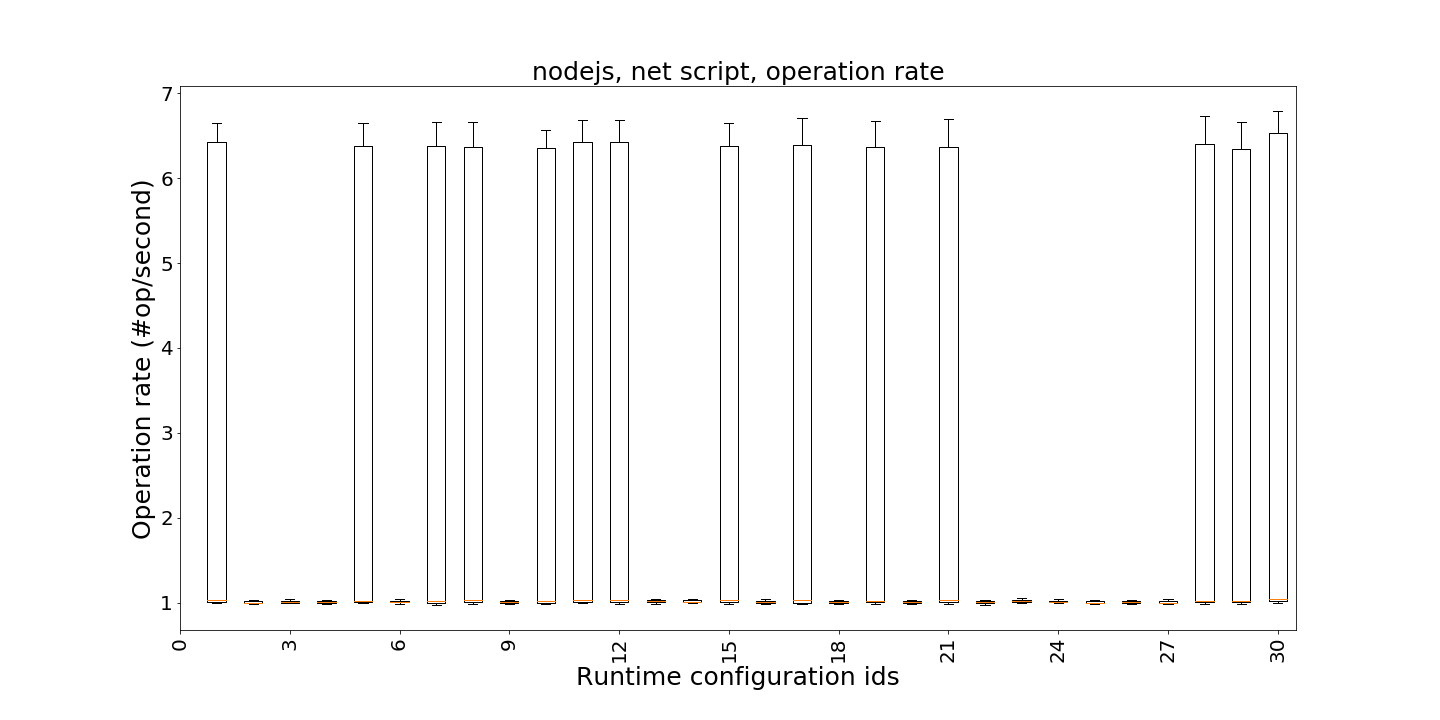 nodejs, net script, operation rate
Operation rate (#op/second)
7
6
5
4
3
2
1
0 3 6 9 12 15 18 21 24 27 30
Runtime configuration ids